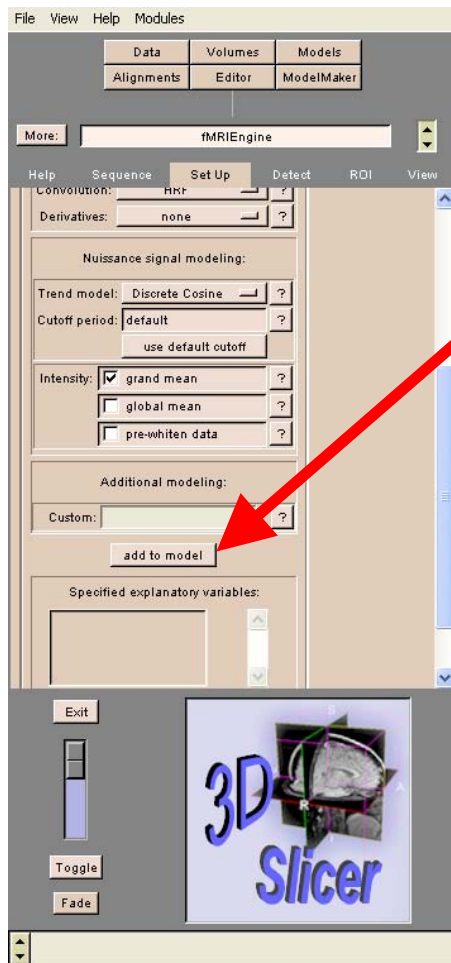 File View Help Modules
Data Volumes Models
Alignments Editor ModelMaker
More: fMRIEngine
Help Sequence Set Up Detect ROI View
Convolution: HRF ?
Derivatives: none ?
Nuissance signal modeling:
Trend model: Discrete Cosine ?
Cutoff period: default ?
use default cutoff
Intensity: grand mean ?
global mean ?
pre-whiten data ?
Additional modeling:
Custom: ?
add to model
Specified explanatory variables:
Exit
Toggle
Fade
S
A
R
3D
Slicer